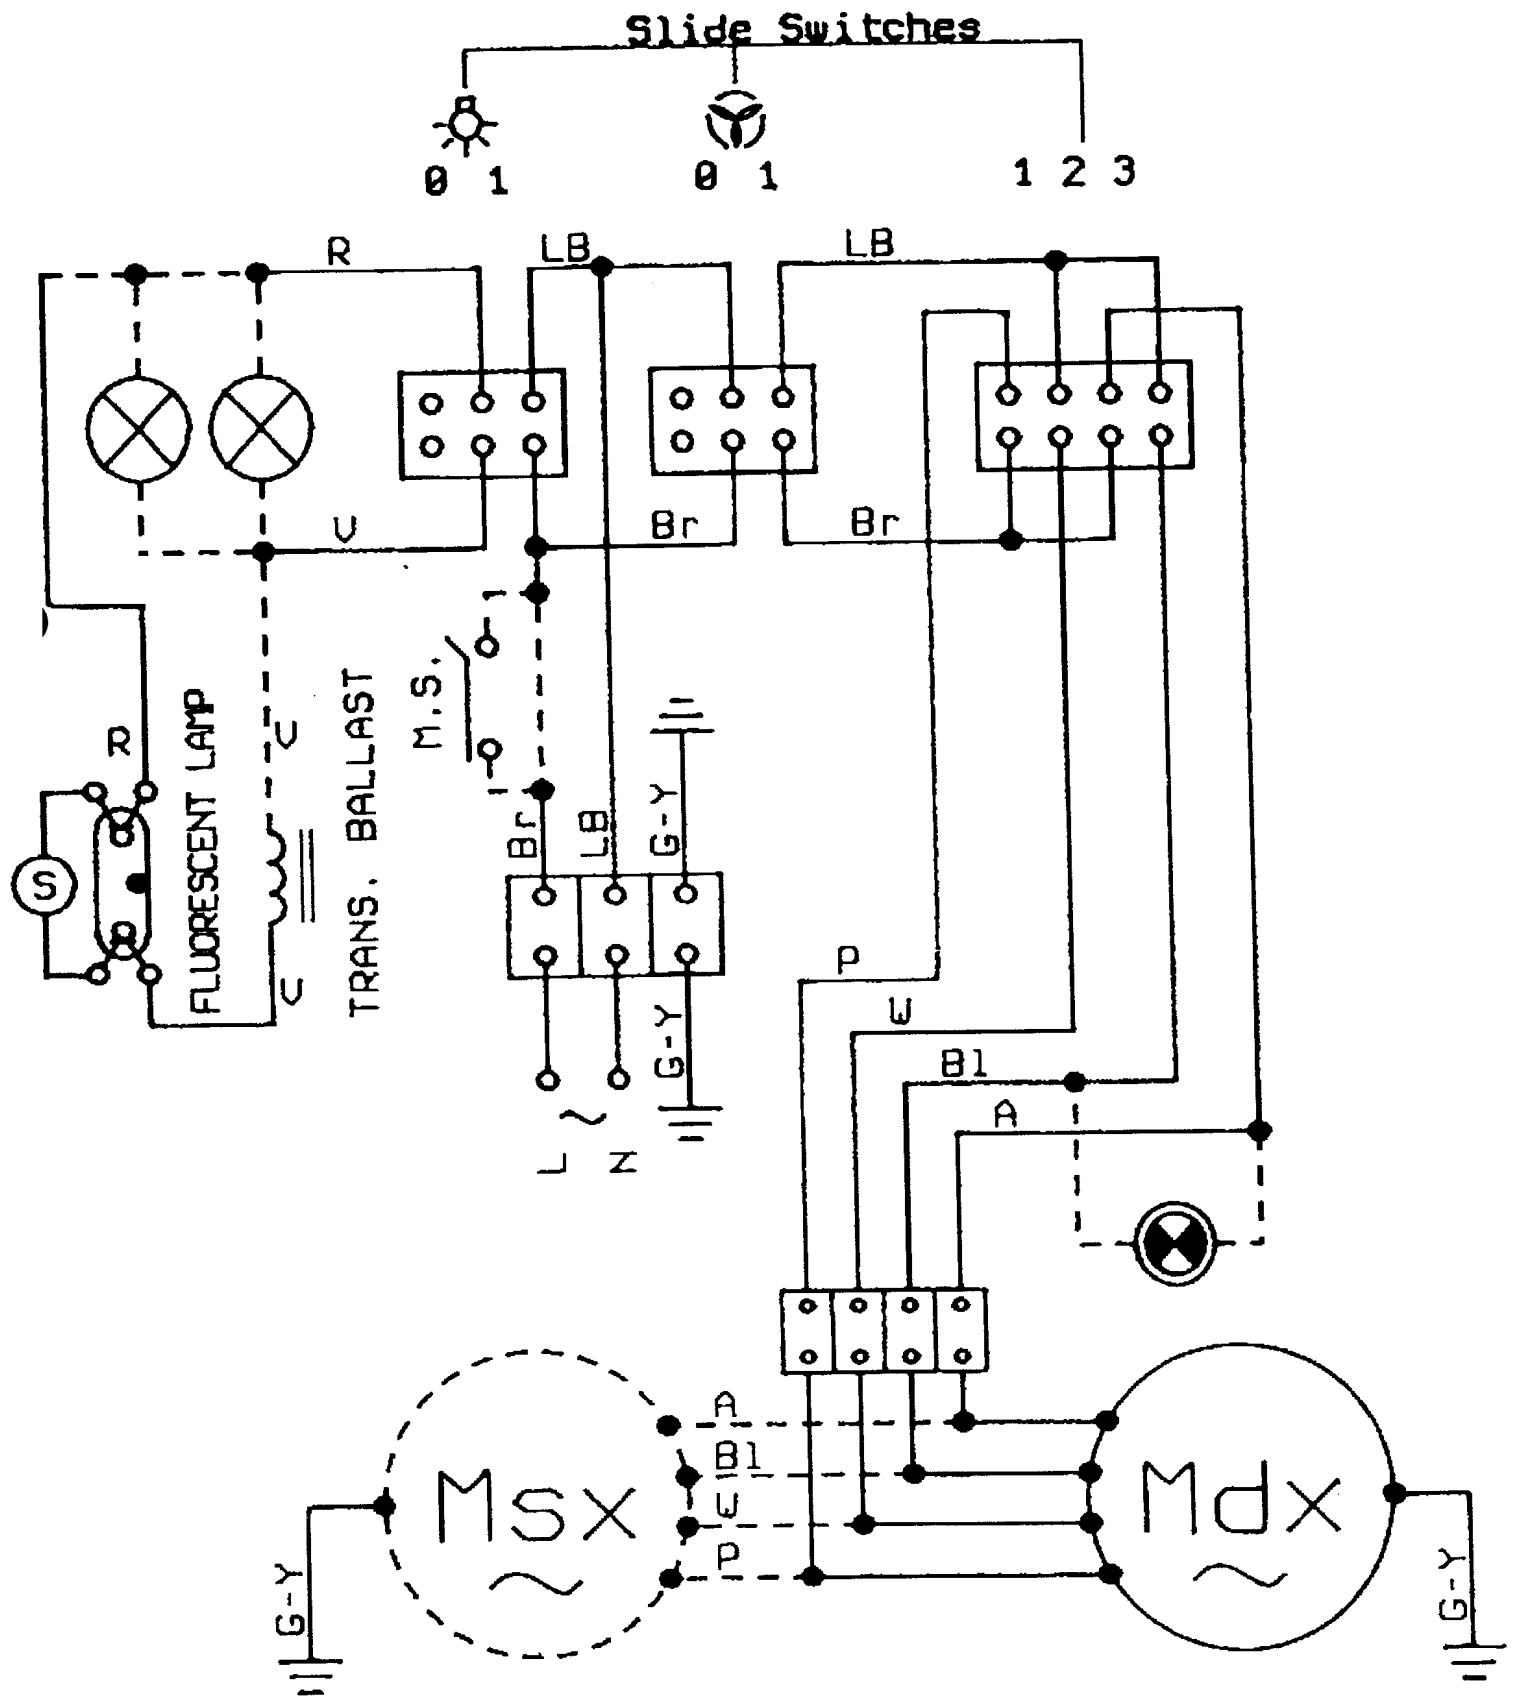 Slide Switches
0 1
0 1
1 2 3
R
LB
LB
V
Br
Br
M.S.
R
FLUORESCENT LAMP
V
TRANS. BALLAST
S
Br
LB
G-Y
V
P
G-Y
W
Bl
A
~
L
N
A
Bl
W
P
Msx
~
Mdx
~
G-Y
G-Y